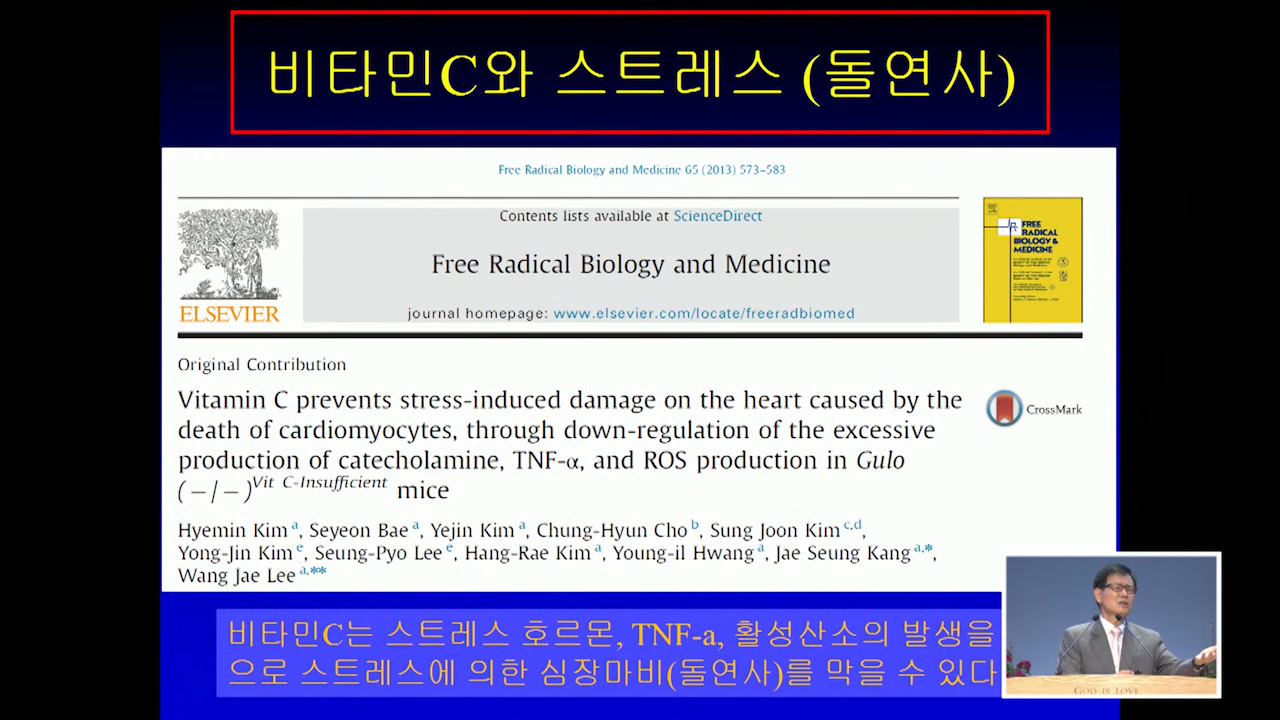 비타민C와 스트레스 (돌연사)
Free Radical Biology and Medicine 65 (2013) 573–583
Contents lists available at ScienceDirect
Free Radical Biology and Medicine
journal homepage: www.elsevier.com/locate/freeradbiomed
ELSEVIER
FREE
RADICAL
BIOLOGY &
MEDICINE
Original Contribution
Vitamin C prevents stress-induced damage on the heart caused by the
death of cardiomyocytes, through down-regulation of the excessive
production of catecholamine, TNF-α, and ROS production in Gulo
(−/−)Vit C-Insufficient mice
CrossMark
Hyemin Kim a, Seyeon Bae a, Yejin Kim a, Chung-Hyun Cho b, Sung Joon Kim c,d,
Yong-Jin Kim e, Seung-Pyo Lee e, Hang-Rae Kim a, Young-il Hwang a, Jae Seung Kang a,*,
Wang Jae Lee a,**
비타민C는 스트레스 호르몬, TNF-a, 활성산소의 발생을
으로 스트레스에 의한 심장마비(돌연사)를 막을 수 있다
GOD IS LOVE